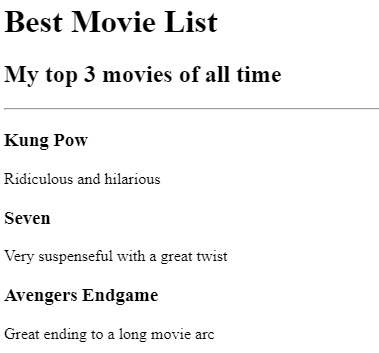 Best Movie List
My top 3 movies of all time
Kung Pow
Ridiculous and hilarious
Seven
Very suspenseful with a great twist
Avengers Endgame
Great ending to a long movie arc